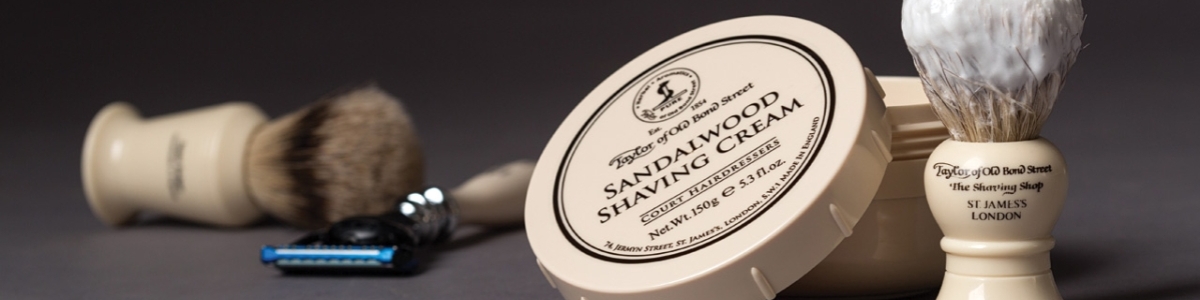 PURE
Est. 1854
Taylor of Old Bond Street
SANDALWOOD
SHAVING CREAM
COURT HAIRDRESSERS
Net.Wt.150g ℮ 5.3 fl.oz.
74, JERMYN STREET, ST. JAMES'S, LONDON, S.W.1 MADE IN ENGLAND
Taylor of Old Bond Street
The Shaving Shop
ST JAMES'S
LONDON